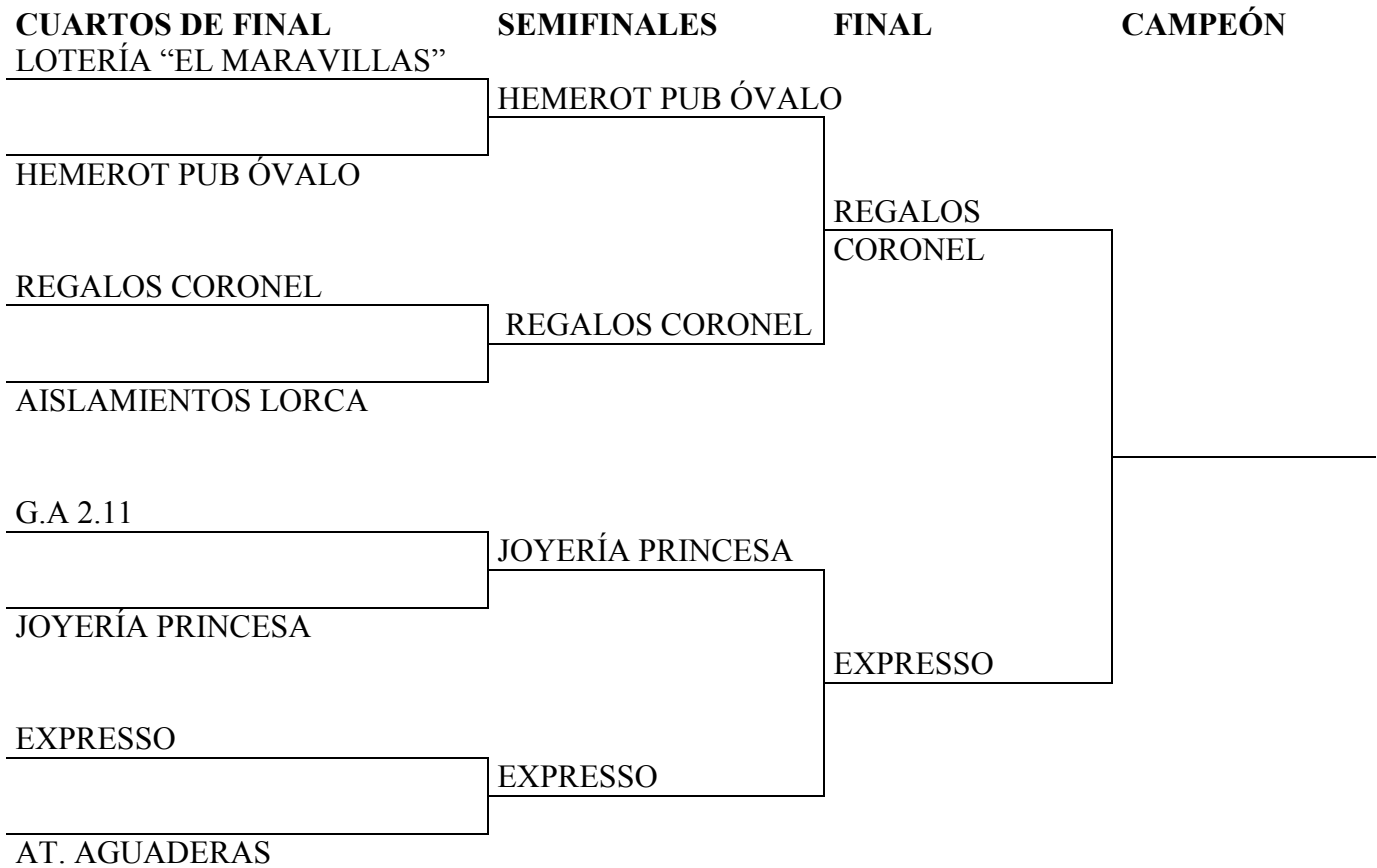 CUARTOS DE FINAL SEMIFINALES FINAL CAMPEÓN
LOTERÍA “EL MARAVILLAS”
HEMEROT PUB ÓVALO
HEMEROT PUB ÓVALO
REGALOS
CORONEL
REGALOS CORONEL
REGALOS CORONEL
AISLAMIENTOS LORCA
G.A 2.11
JOYERÍA PRINCESA
JOYERÍA PRINCESA
EXPRESSO
EXPRESSO
EXPRESSO
AT. AGUADERAS